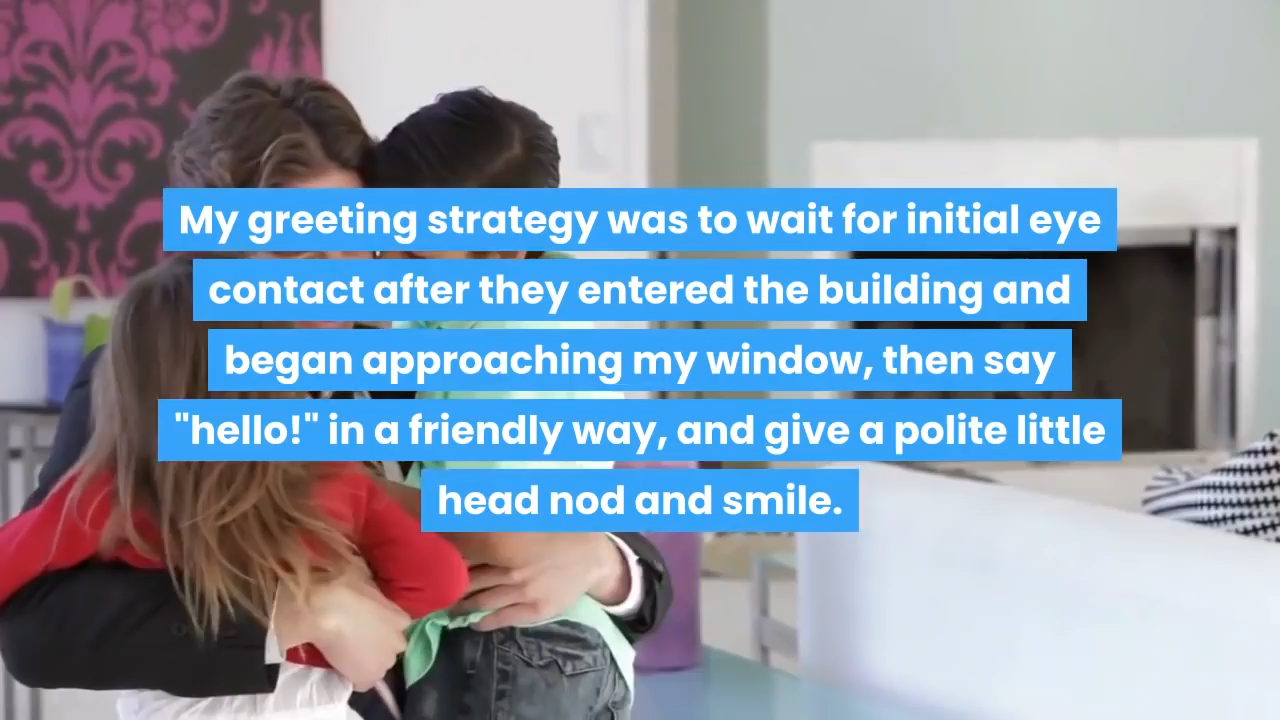 My greeting strategy was to wait for initial eye
contact after they entered the building and
began approaching my window, then say
"hello!" in a friendly way, and give a polite little
head nod and smile.